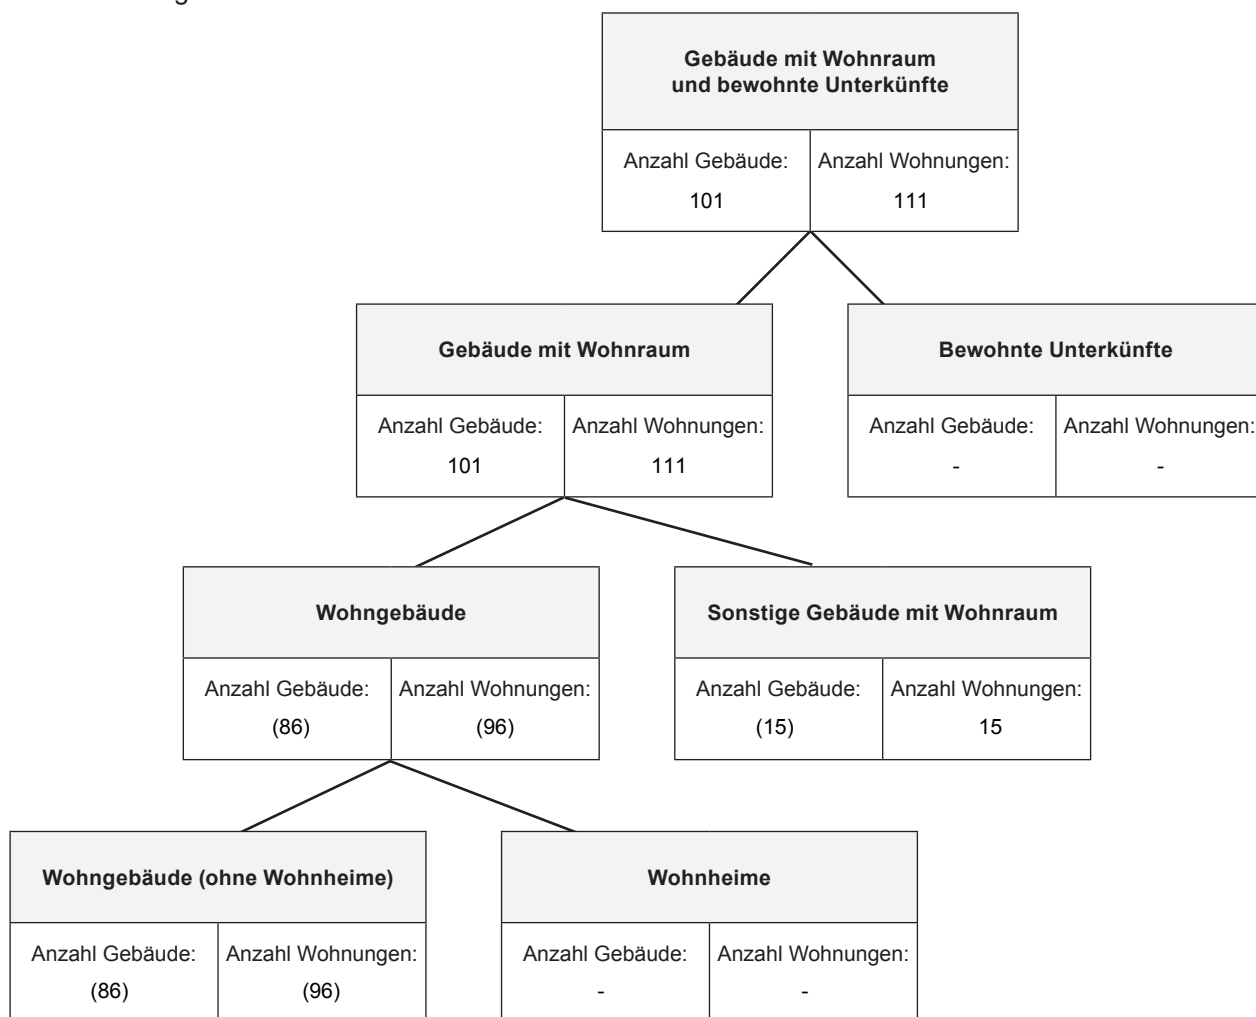 Gebäude mit Wohnraum
und bewohnte Unterkünfte
Anzahl Gebäude: Anzahl Wohnungen:
101 111
Gebäude mit Wohnraum
Anzahl Gebäude: Anzahl Wohnungen:
101 111
Bewohnte Unterkünfte
Anzahl Gebäude: Anzahl Wohnungen:
- -
Wohngebäude
Anzahl Gebäude: Anzahl Wohnungen:
(86) (96)
Sonstige Gebäude mit Wohnraum
Anzahl Gebäude: Anzahl Wohnungen:
(15) 15
Wohngebäude (ohne Wohnheime)
Anzahl Gebäude: Anzahl Wohnungen:
(86) (96)
Wohnheime
Anzahl Gebäude: Anzahl Wohnungen:
- -